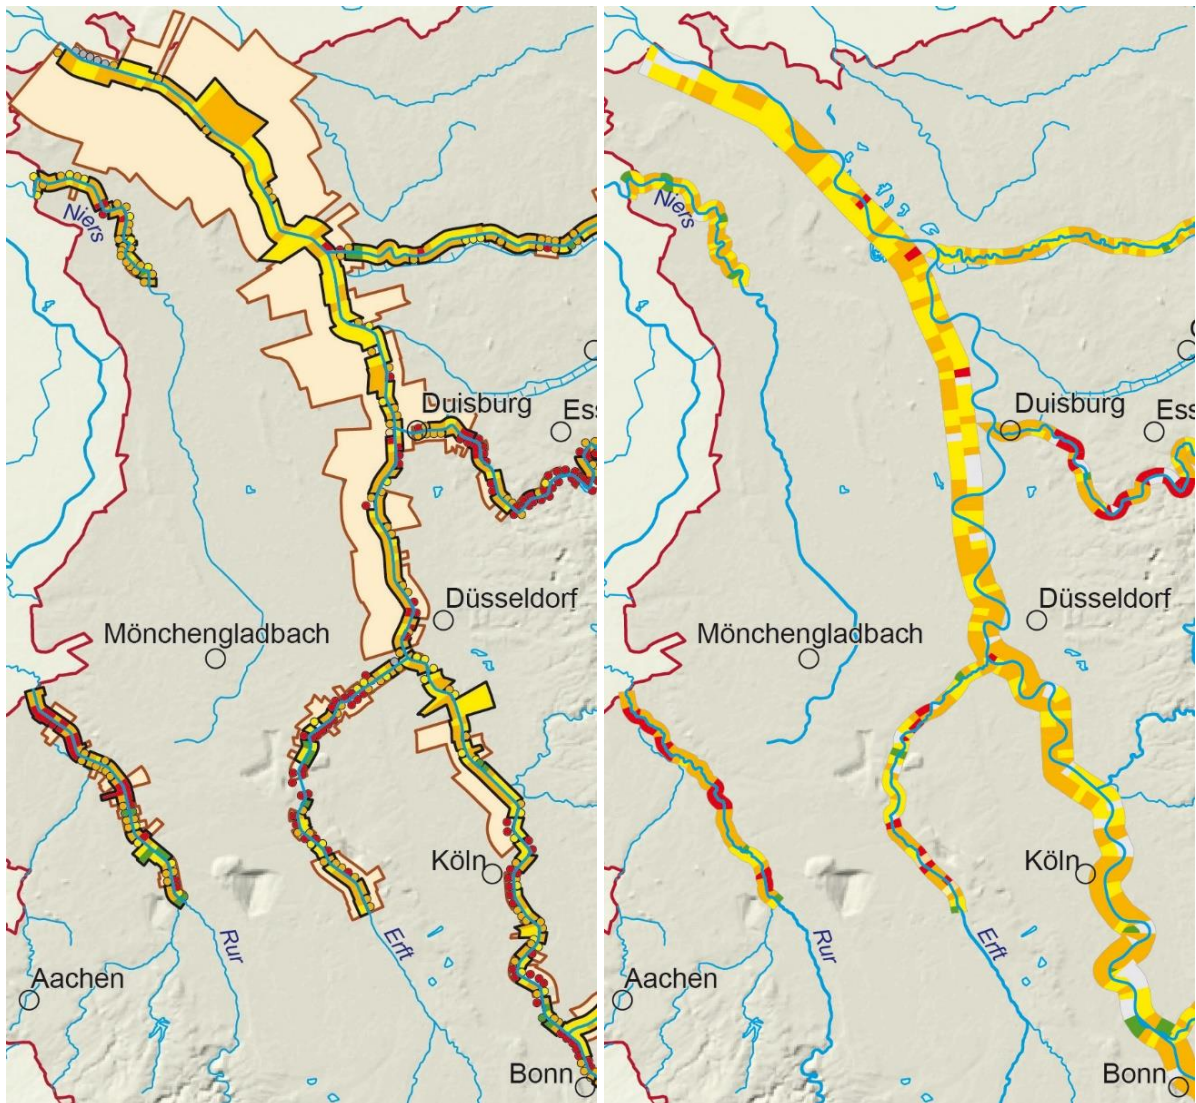 Niers
Duisburg
Ess
Düsseldorf
Mönchengladbach
Köln
Rur
Erft
Aachen
Bonn
Niers
Duisburg
Ess
Düsseldorf
Mönchengladbach
Köln
Rur
Erft
Aachen
Bonn